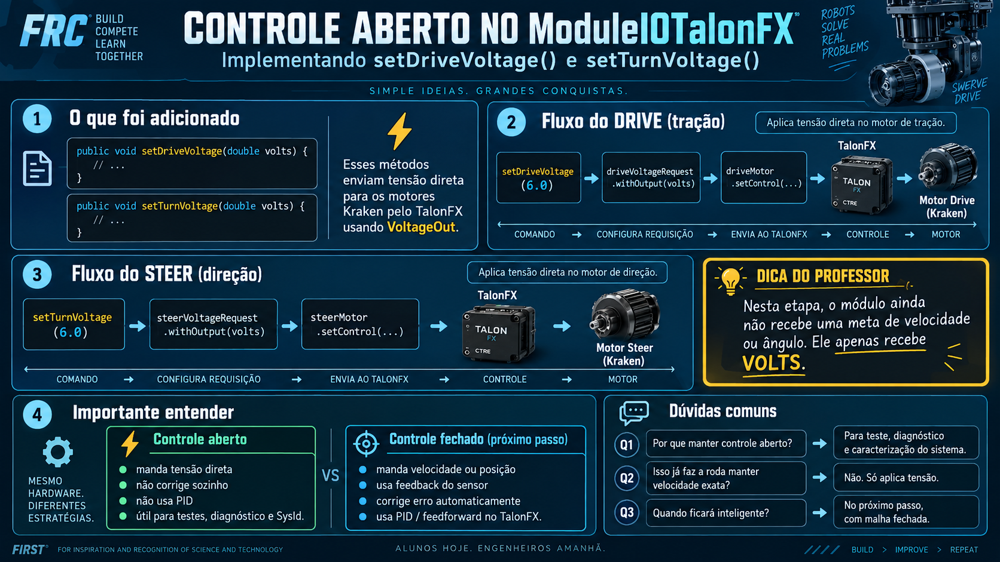 FRC
BUILD
COMPETE
LEARN
TOGETHER
CONTROLE ABERTO NO ModuleIOTalonFX
Implementando setDriveVoltage() e setTurnVoltage()
ROBOTS
SOLVE
REAL
PROBLEMS
SWERVE
DRIVE
SIMPLE IDEIAS. GRANDES CONQUISTAS.
1
O que foi adicionado
public void setDriveVoltage(double volts) {
// ...
}
public void setTurnVoltage(double volts) {
// ...
}
Esses métodos
enviam tensão direta
para os motores
Kraken pelo TalonFX
usando VoltageOut.
2
Fluxo do DRIVE (tração)
Aplica tensão direta no motor de tração.
setDriveVoltage
(6.0)
driveVoltageRequest
.withOutput(volts)
driveMotor
.setControl(...)
TalonFX
TALON
FX
CTRE
Motor Drive
(Kraken)
COMANDO
CONFIGURA REQUISIÇÃO
ENVIA AO TALONFX
CONTROLE
MOTOR
3
Fluxo do STEER (direção)
Aplica tensão direta no motor de direção.
setTurnVoltage
(6.0)
steerVoltageRequest
.withOutput(volts)
steerMotor
.setControl(...)
TalonFX
TALON
FX
CTRE
Motor Steer
(Kraken)
COMANDO
CONFIGURA REQUISIÇÃO
ENVIA AO TALONFX
CONTROLE
MOTOR
DICA DO PROFESSOR
Nesta etapa, o módulo ainda
não recebe uma meta de velocidade
ou ângulo. Ele apenas recebe
VOLTS.
4
Importante entender
MESMO
HARDWARE.
DIFERENTES
ESTRATÉGIAS.
Controle aberto
manda tensão direta
não corrige sozinho
não usa PID
útil para testes, diagnóstico e SysId.
VS
Controle fechado (próximo passo)
manda velocidade ou posição
usa feedback do sensor
corrige erro automaticamente
usa PID / feedforward no TalonFX.
Dúvidas comuns
Q1
Por que manter controle aberto?
Para teste, diagnóstico
e caracterização do sistema.
Q2
Isso já faz a roda manter
velocidade exata?
Não. Só aplica tensão.
Q3
Quando ficará inteligente?
No próximo passo,
com malha fechada.
FIRST
FOR INSPIRATION AND RECOGNITION OF SCIENCE AND TECHNOLOGY
ALUNOS HOJE. ENGENHEIROS AMANHÃ.
BUILD > IMPROVE > REPEAT